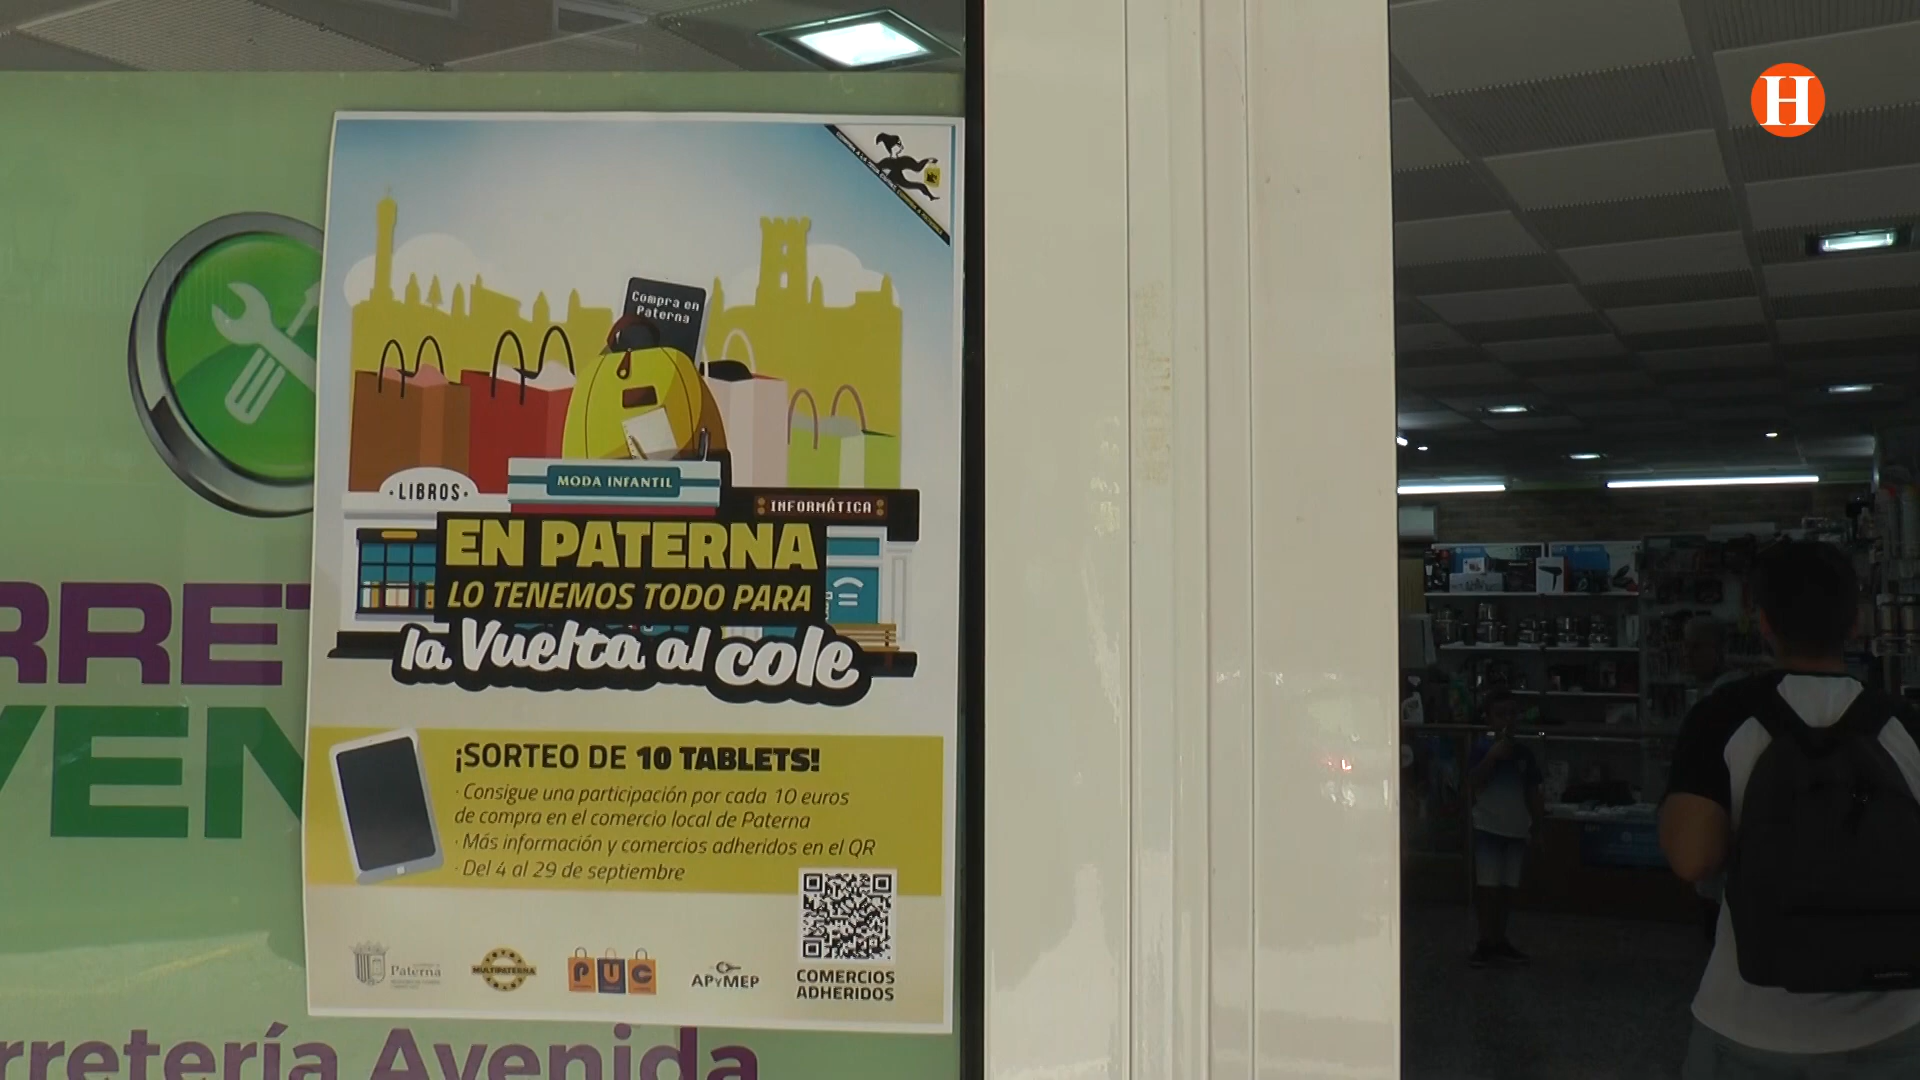 H
Compra en
Paterna
LIBROS
MODA INFANTIL
INFORMÁTICA
EN PATERNA
LO TENEMOS TODO PARA
la Vuelta al cole
¡SORTEO DE 10 TABLETS!
· Consigue una participación por cada 10 euros
de compra en el comercio local de Paterna
· Más información y comercios adheridos en el QR
· Del 4 al 29 de septiembre
Paterna
MULTIPATERNA
PUC
APYMEP
COMERCIOS
ADHERIDOS
RRET
VEN
rretería Avenida